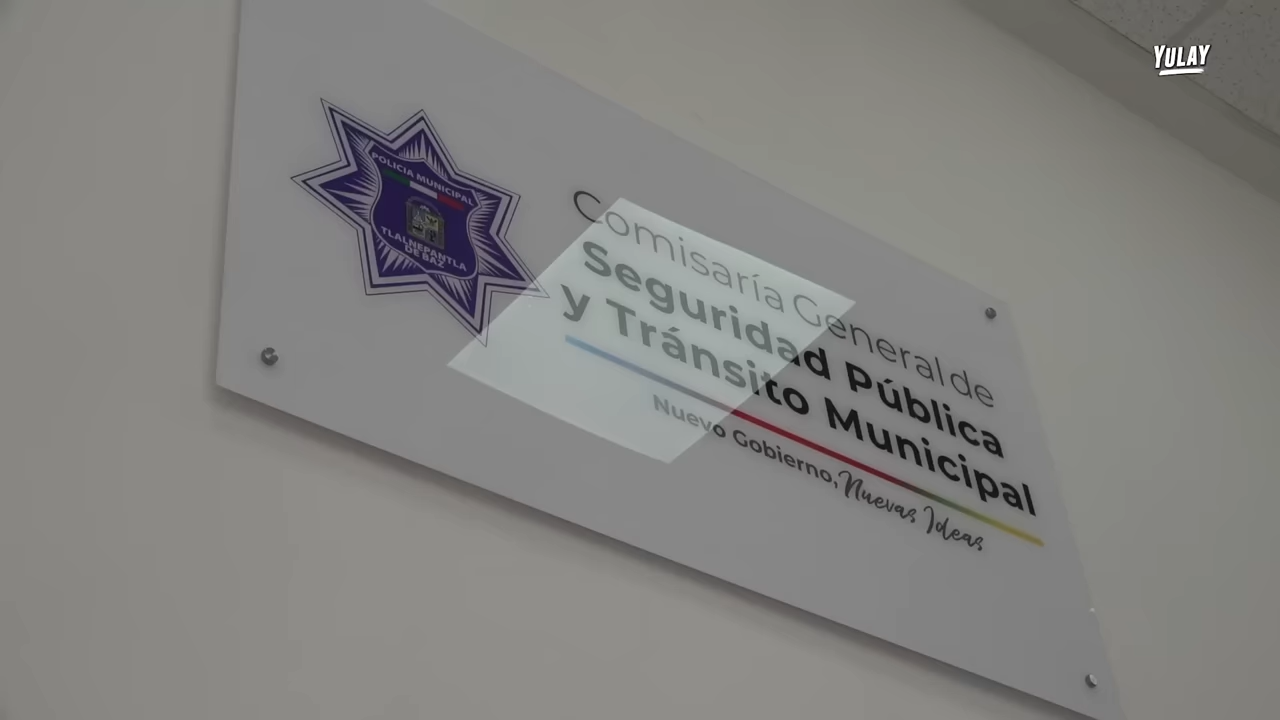 YULAY
POLICIA MUNICIPAL
TLALNEPANTLA
DE BAZ
Comisaría General de
Seguridad Pública
y Tránsito Municipal
Nuevo Gobierno, Nuevas Ideas